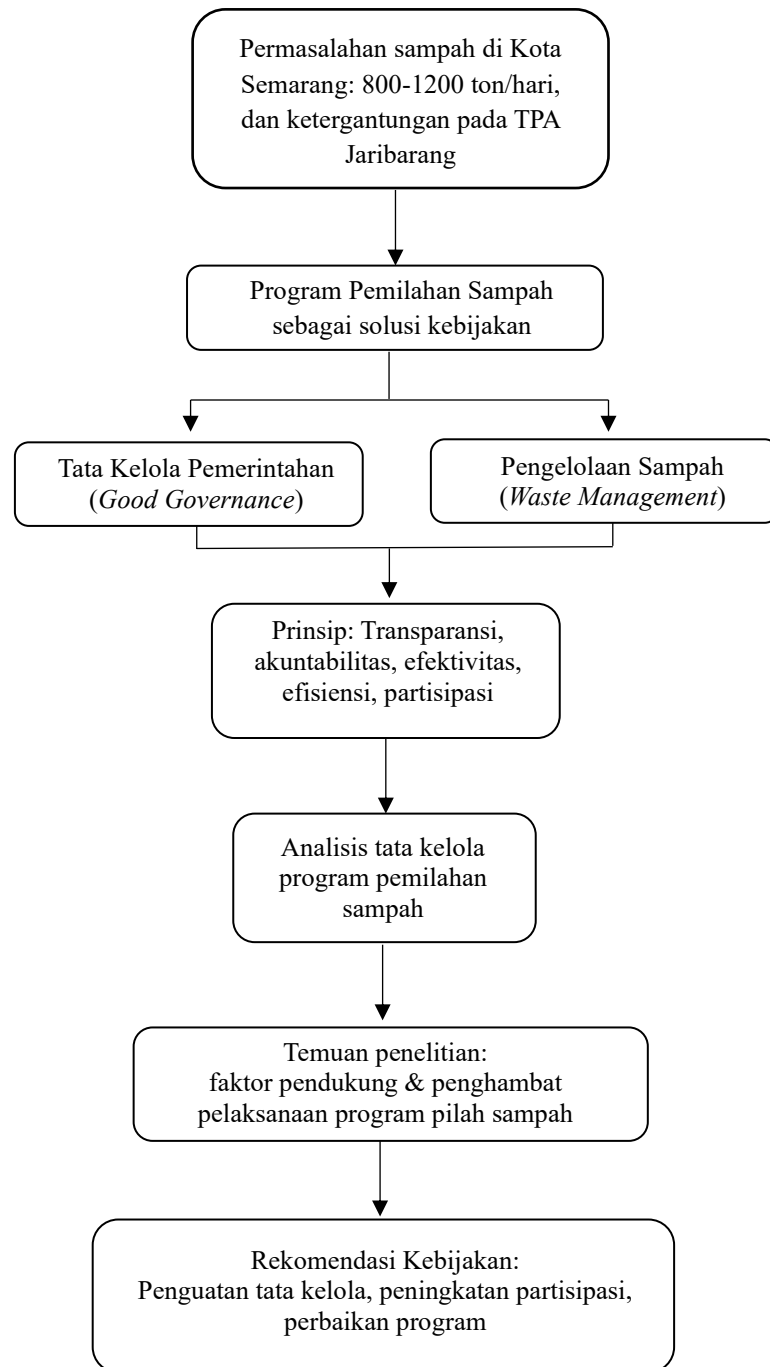 Permasalahan sampah di Kota
Semarang: 800-1200 ton/hari,
dan ketergantungan pada TPA
Jaribarang
Program Pemilahan Sampah
sebagai solusi kebijakan
Tata Kelola Pemerintahan
(Good Governance)
Pengelolaan Sampah
(Waste Management)
Prinsip: Transparansi,
akuntabilitas, efektivitas,
efisiensi, partisipasi
Analisis tata kelola
program pemilahan
sampah
Temuan penelitian:
faktor pendukung & penghambat
pelaksanaan program pilah sampah
Rekomendasi Kebijakan:
Penguatan tata kelola, peningkatan partisipasi,
perbaikan program